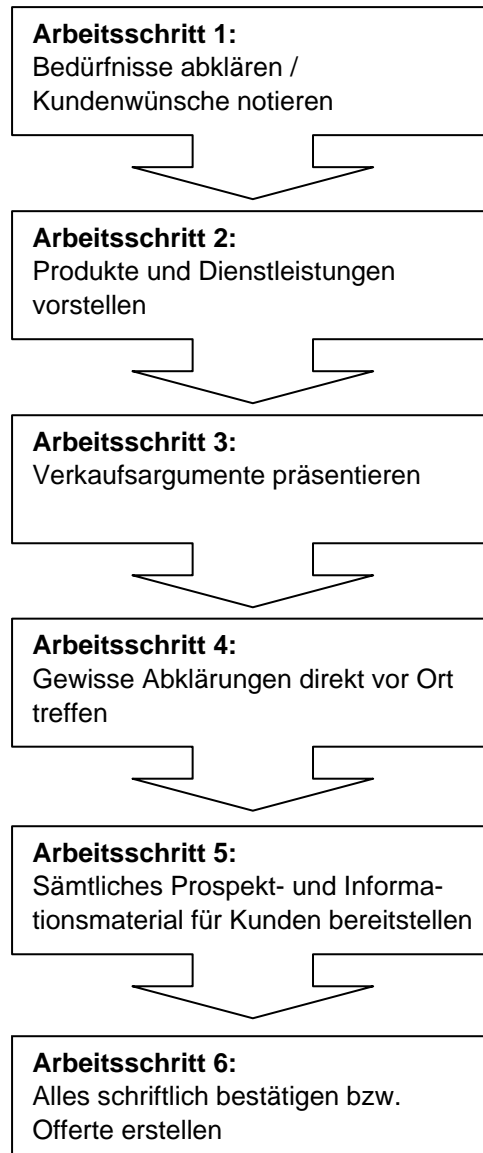 Arbeitsschritt 1:
Bedürfnisse abklären /
Kundenwünsche notieren
Arbeitsschritt 2:
Produkte und Dienstleistungen
vorstellen
Arbeitsschritt 3:
Verkaufsargumente präsentieren
Arbeitsschritt 4:
Gewisse Abklärungen direkt vor Ort
treffen
Arbeitsschritt 5:
Sämtliches Prospekt- und Informa-
tionsmaterial für Kunden bereitstellen
Arbeitsschritt 6:
Alles schriftlich bestätigen bzw.
Offerte erstellen